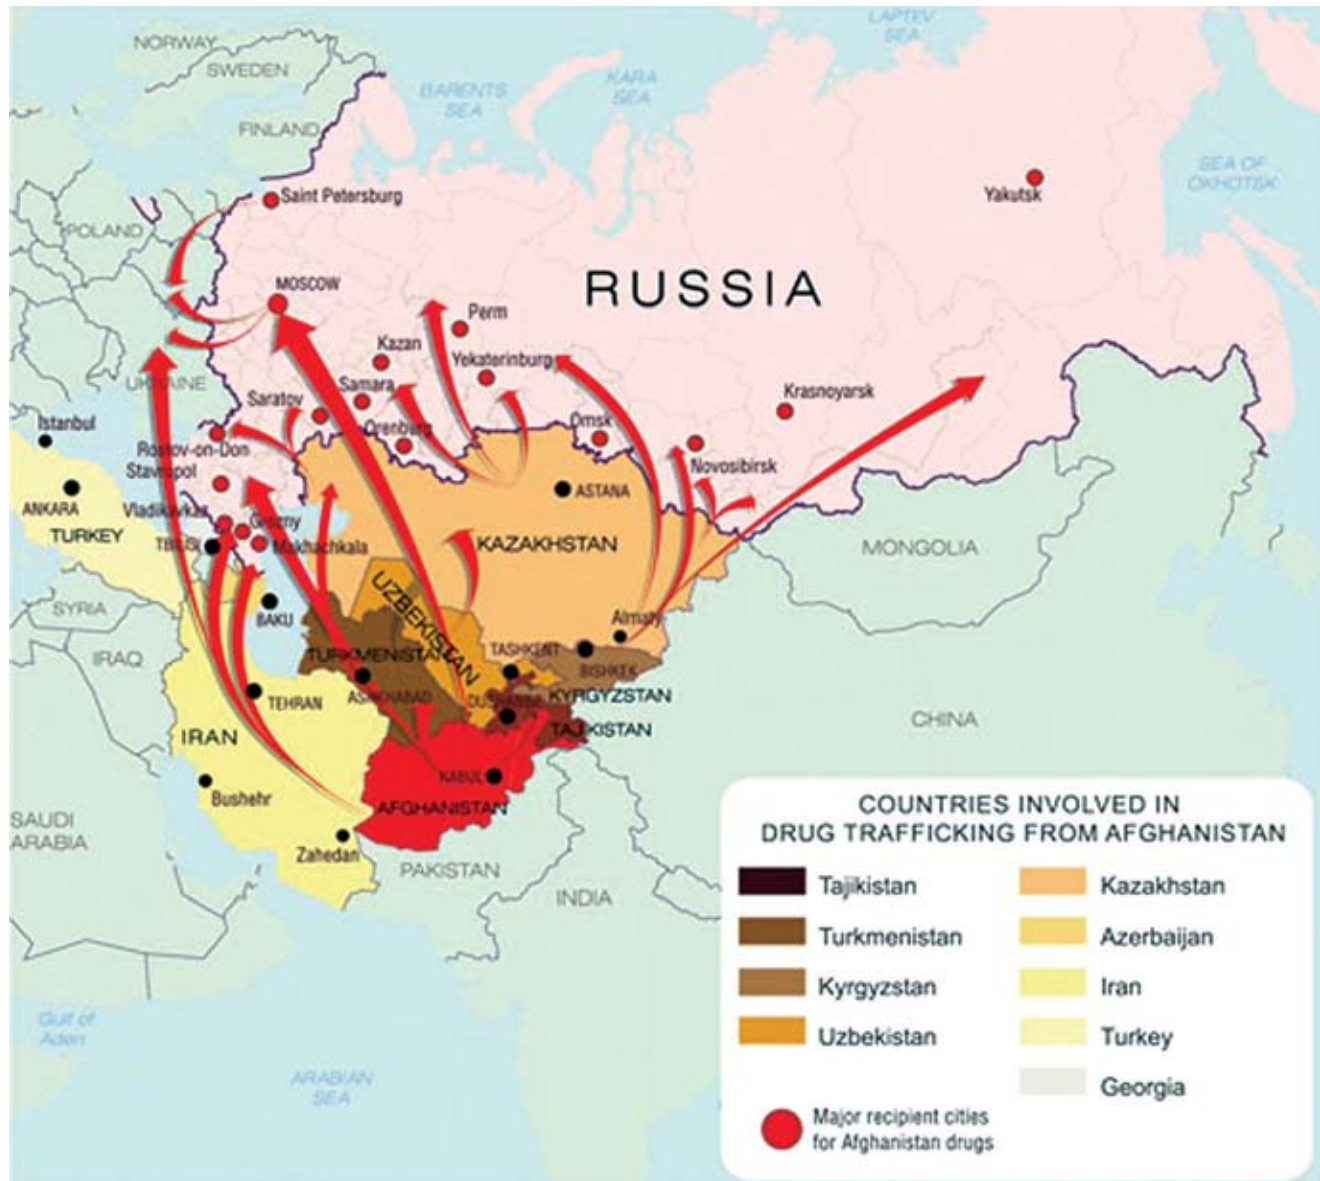 LAPTEV
SEA
NORWAY
SWEDEN
BARENTS
SEA
KARA
SEA
FINLAND
SEA OF
OKHOTSK
Saint Petersburg
Yakutsk
POLAND
MOSCOW
RUSSIA
Perm
Kazan
Yekaterinburg
UKRAINE
Samara
Saratov
Krasnoyarsk
Istanbul
Orenburg
Omsk
Rostov-on-Don
Stavropol
Novosibirsk
ANKARA
ASTANA
Vladikavkaz
Grozny
TURKEY
TBILISI
Makhachkala
KAZAKHSTAN
MONGOLIA
UZBEKISTAN
SYRIA
BAKU
Almaty
IRAQ
TURKMENISTAN
TASHKENT
BISHKEK
TEHRAN
ASHKHABAD
DUSHANBE
KYRGYZSTAN
CHINA
IRAN
TAJIKISTAN
KABUL
Bushehr
AFGHANISTAN
SAUDI
ARABIA
Zahedan
PAKISTAN
INDIA
Gulf of
Aden
ARABIAN
SEA
COUNTRIES INVOLVED IN
DRUG TRAFFICKING FROM AFGHANISTAN
Tajikistan
Turkmenistan
Kyrgyzstan
Uzbekistan
Kazakhstan
Azerbaijan
Iran
Turkey
Georgia
Major recipient cities
for Afghanistan drugs